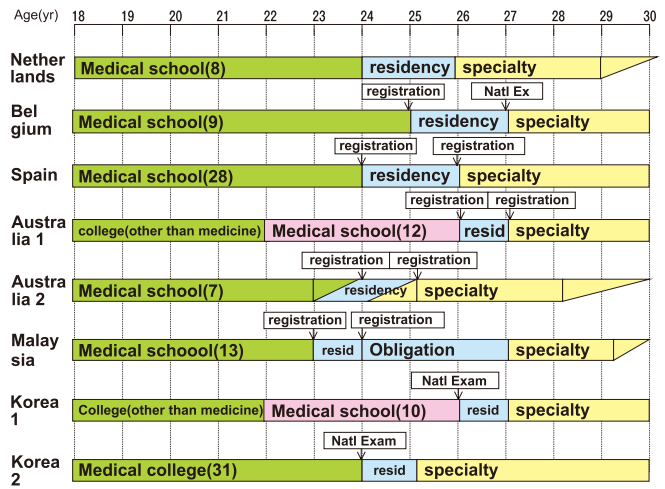 Age(yr) 18 19 20 21 22 23 24 25 26 27 28 29 30
Nether
lands
Medical school(8) residency specialty
registration Natl Ex
Bel
gium
Medical school(9) residency specialty
registration registration
Spain
Medical school(28) residency specialty
registration registration
Austra
lia 1
college(other than medicine) Medical school(12) resid specialty
registration registration
Austra
lia 2
Medical school(7) residency specialty
registration registration
Malay
sia
Medical schoool(13) resid Obligation specialty
Natl Exam
Korea
1
College(other than medicine) Medical school(10) resid specialty
Natl Exam
Korea
2
Medical college(31) resid specialty